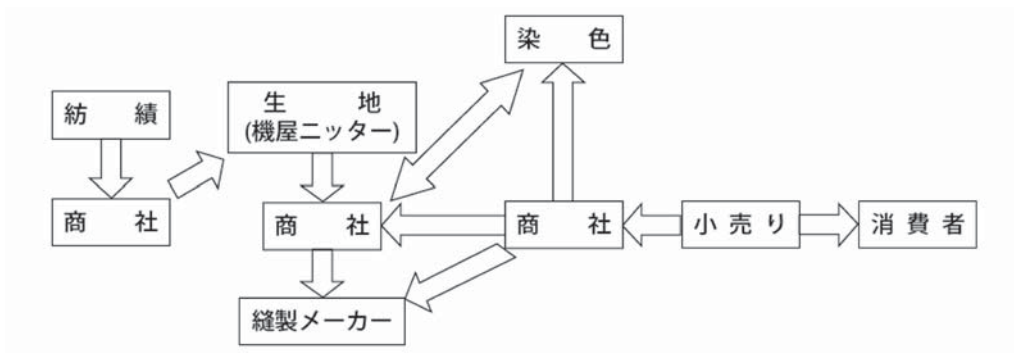 染色
紡績
生地
(機屋ニッター)
商社
商社
商社
小売り
消費者
縫製メーカー